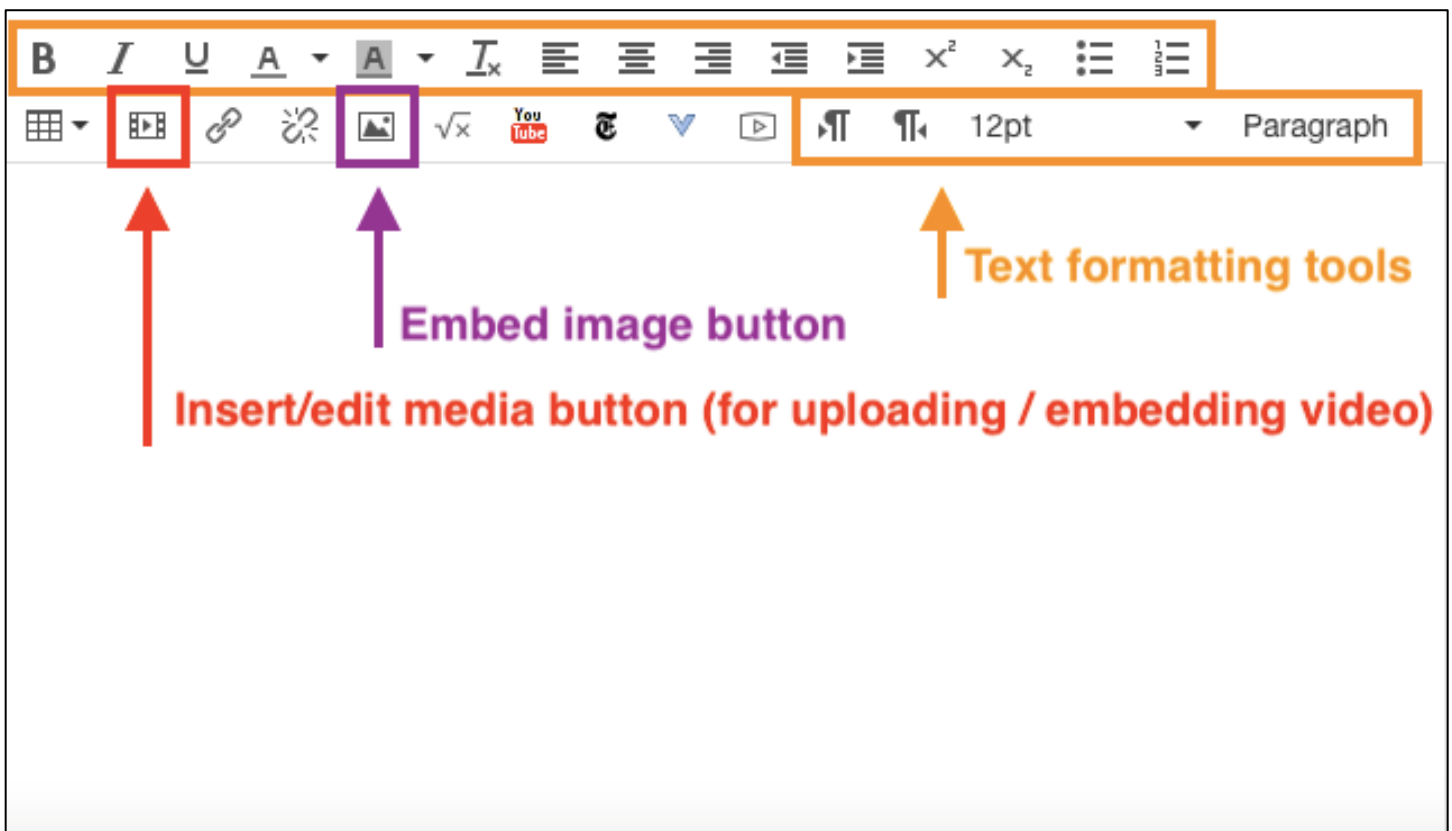 B I U A A Tx x² x₂
√x You Tube T V 12pt Paragraph
Text formatting tools
Embed image button
Insert/edit media button (for uploading / embedding video)